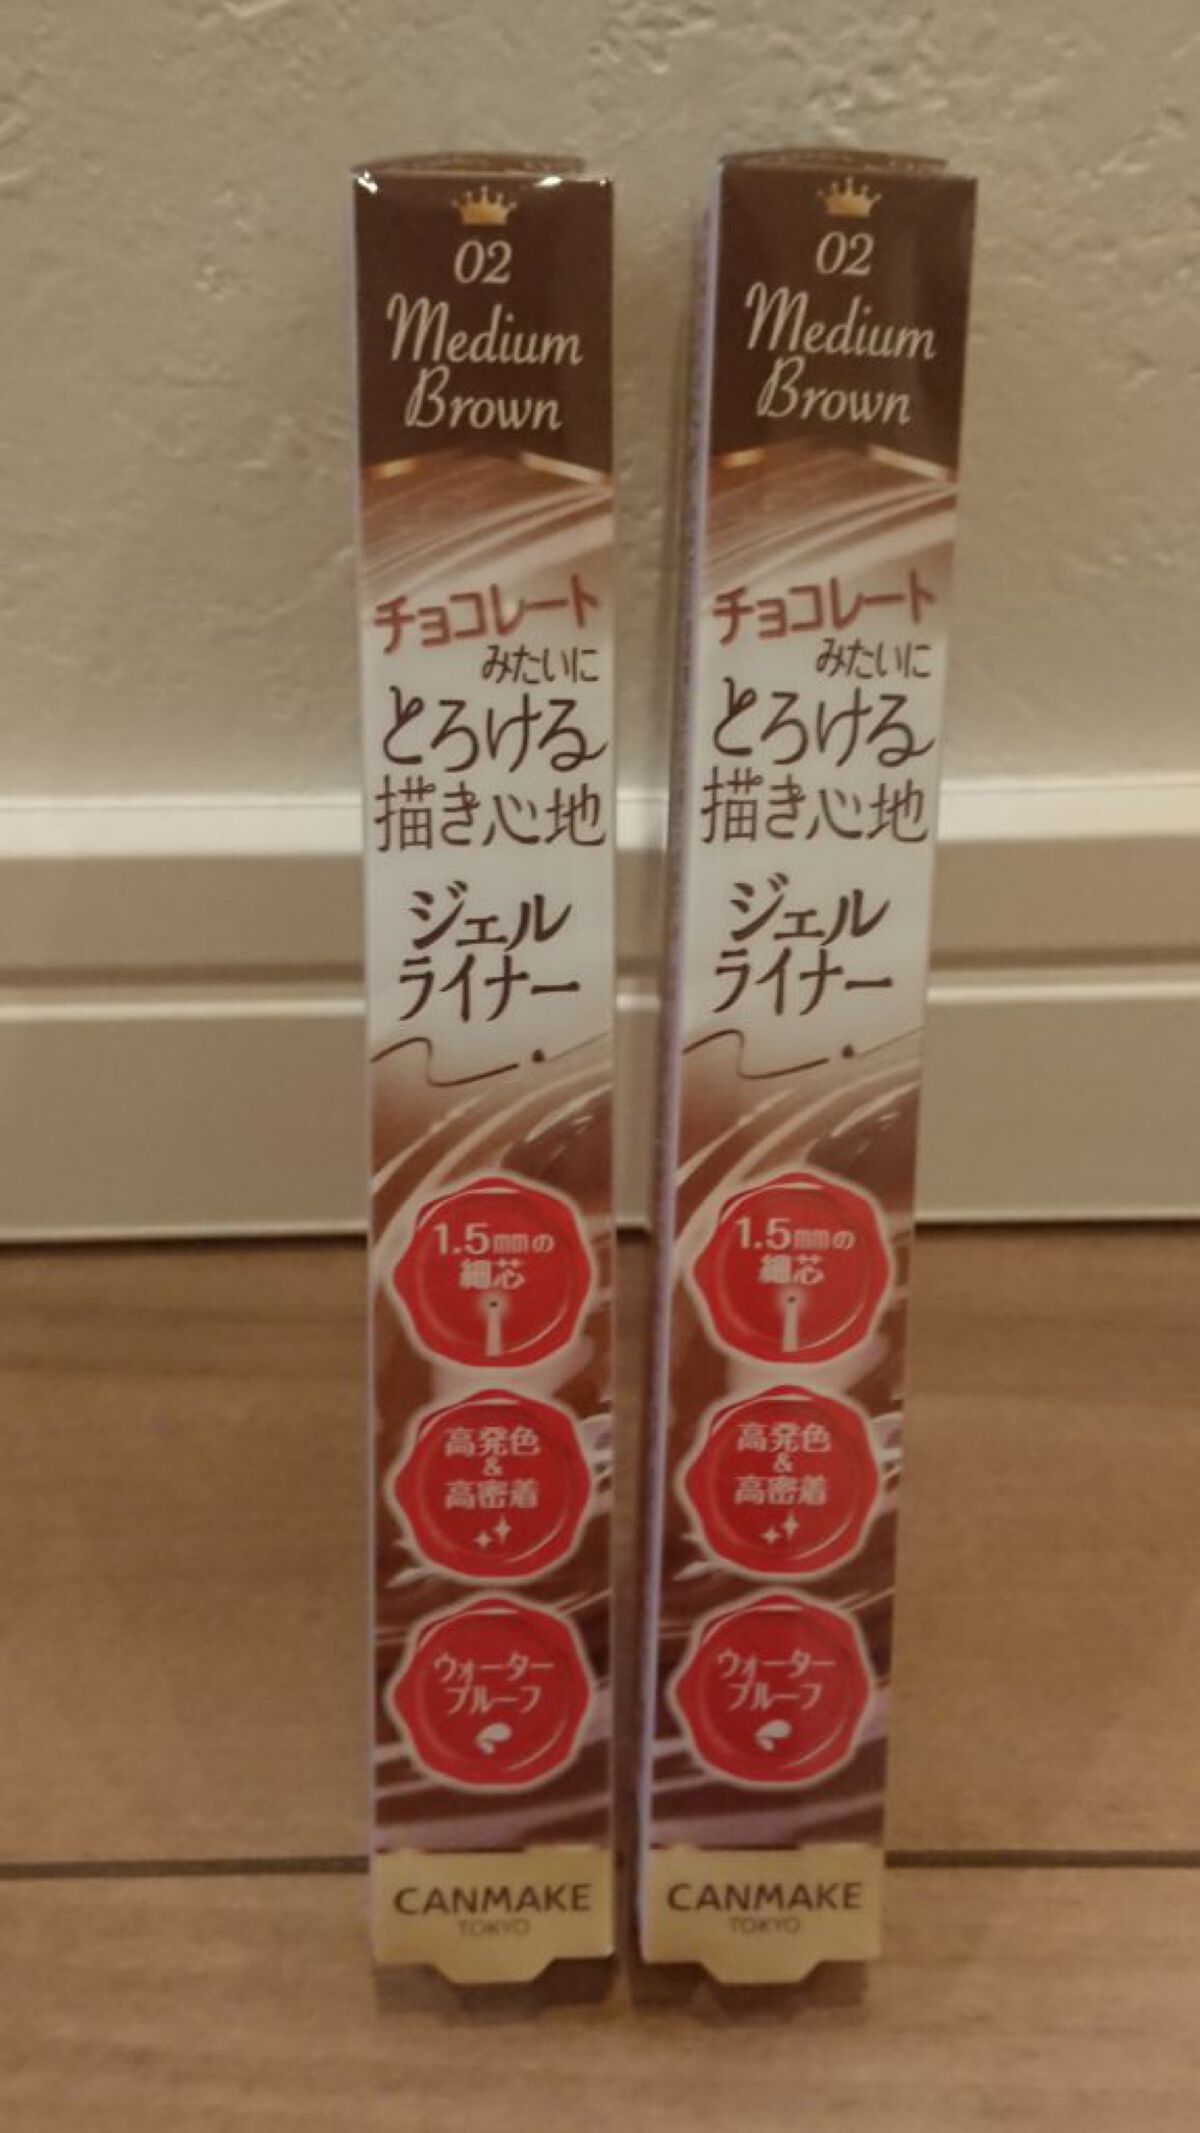 02
Medium
Brown
チョコレート
みたいに
とろける
描き心地
ジェル
ライナー
1.5mmの
細芯
高発色
&
高密着
ウォーター
プルーフ
CANMAKE
TOKYO
02
Medium
Brown
チョコレート
みたいに
とろける
描き心地
ジェル
ライナー
1.5mmの
細芯
高発色
&
高密着
ウォーター
プルーフ
CANMAKE
TOKYO